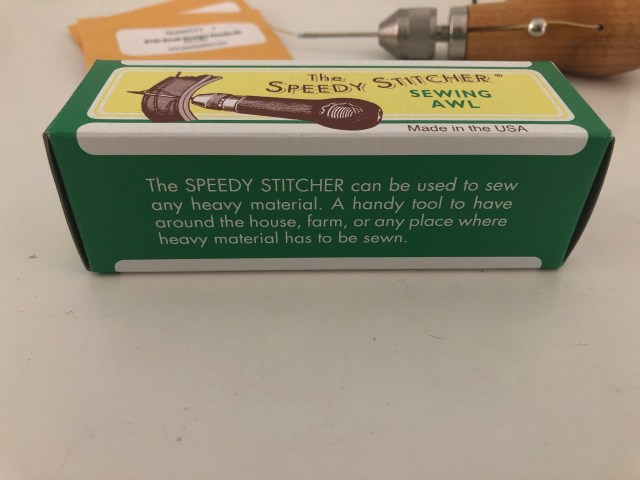 The
SPEEDY STITCHER®
SEWING
AWL
Made in the USA
The SPEEDY STITCHER can be used to sew
any heavy material. A handy tool to have
around the house, farm, or any place where
heavy material has to be sewn.